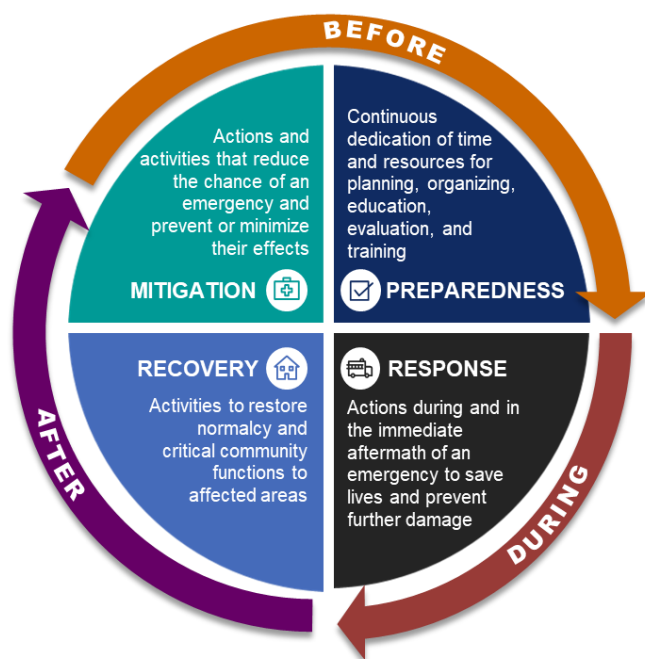 BEFORE
Actions and
activities that reduce
the chance of an
emergency and
prevent or minimize
their effects
MITIGATION
Continuous
dedication of time
and resources for
planning, organizing,
education,
evaluation, and
training
PREPAREDNESS
RECOVERY
Activities to restore
normalcy and
critical community
functions to
affected areas
RESPONSE
Actions during and in
the immediate
aftermath of an
emergency to save
lives and prevent
further damage
DURING
AFTER